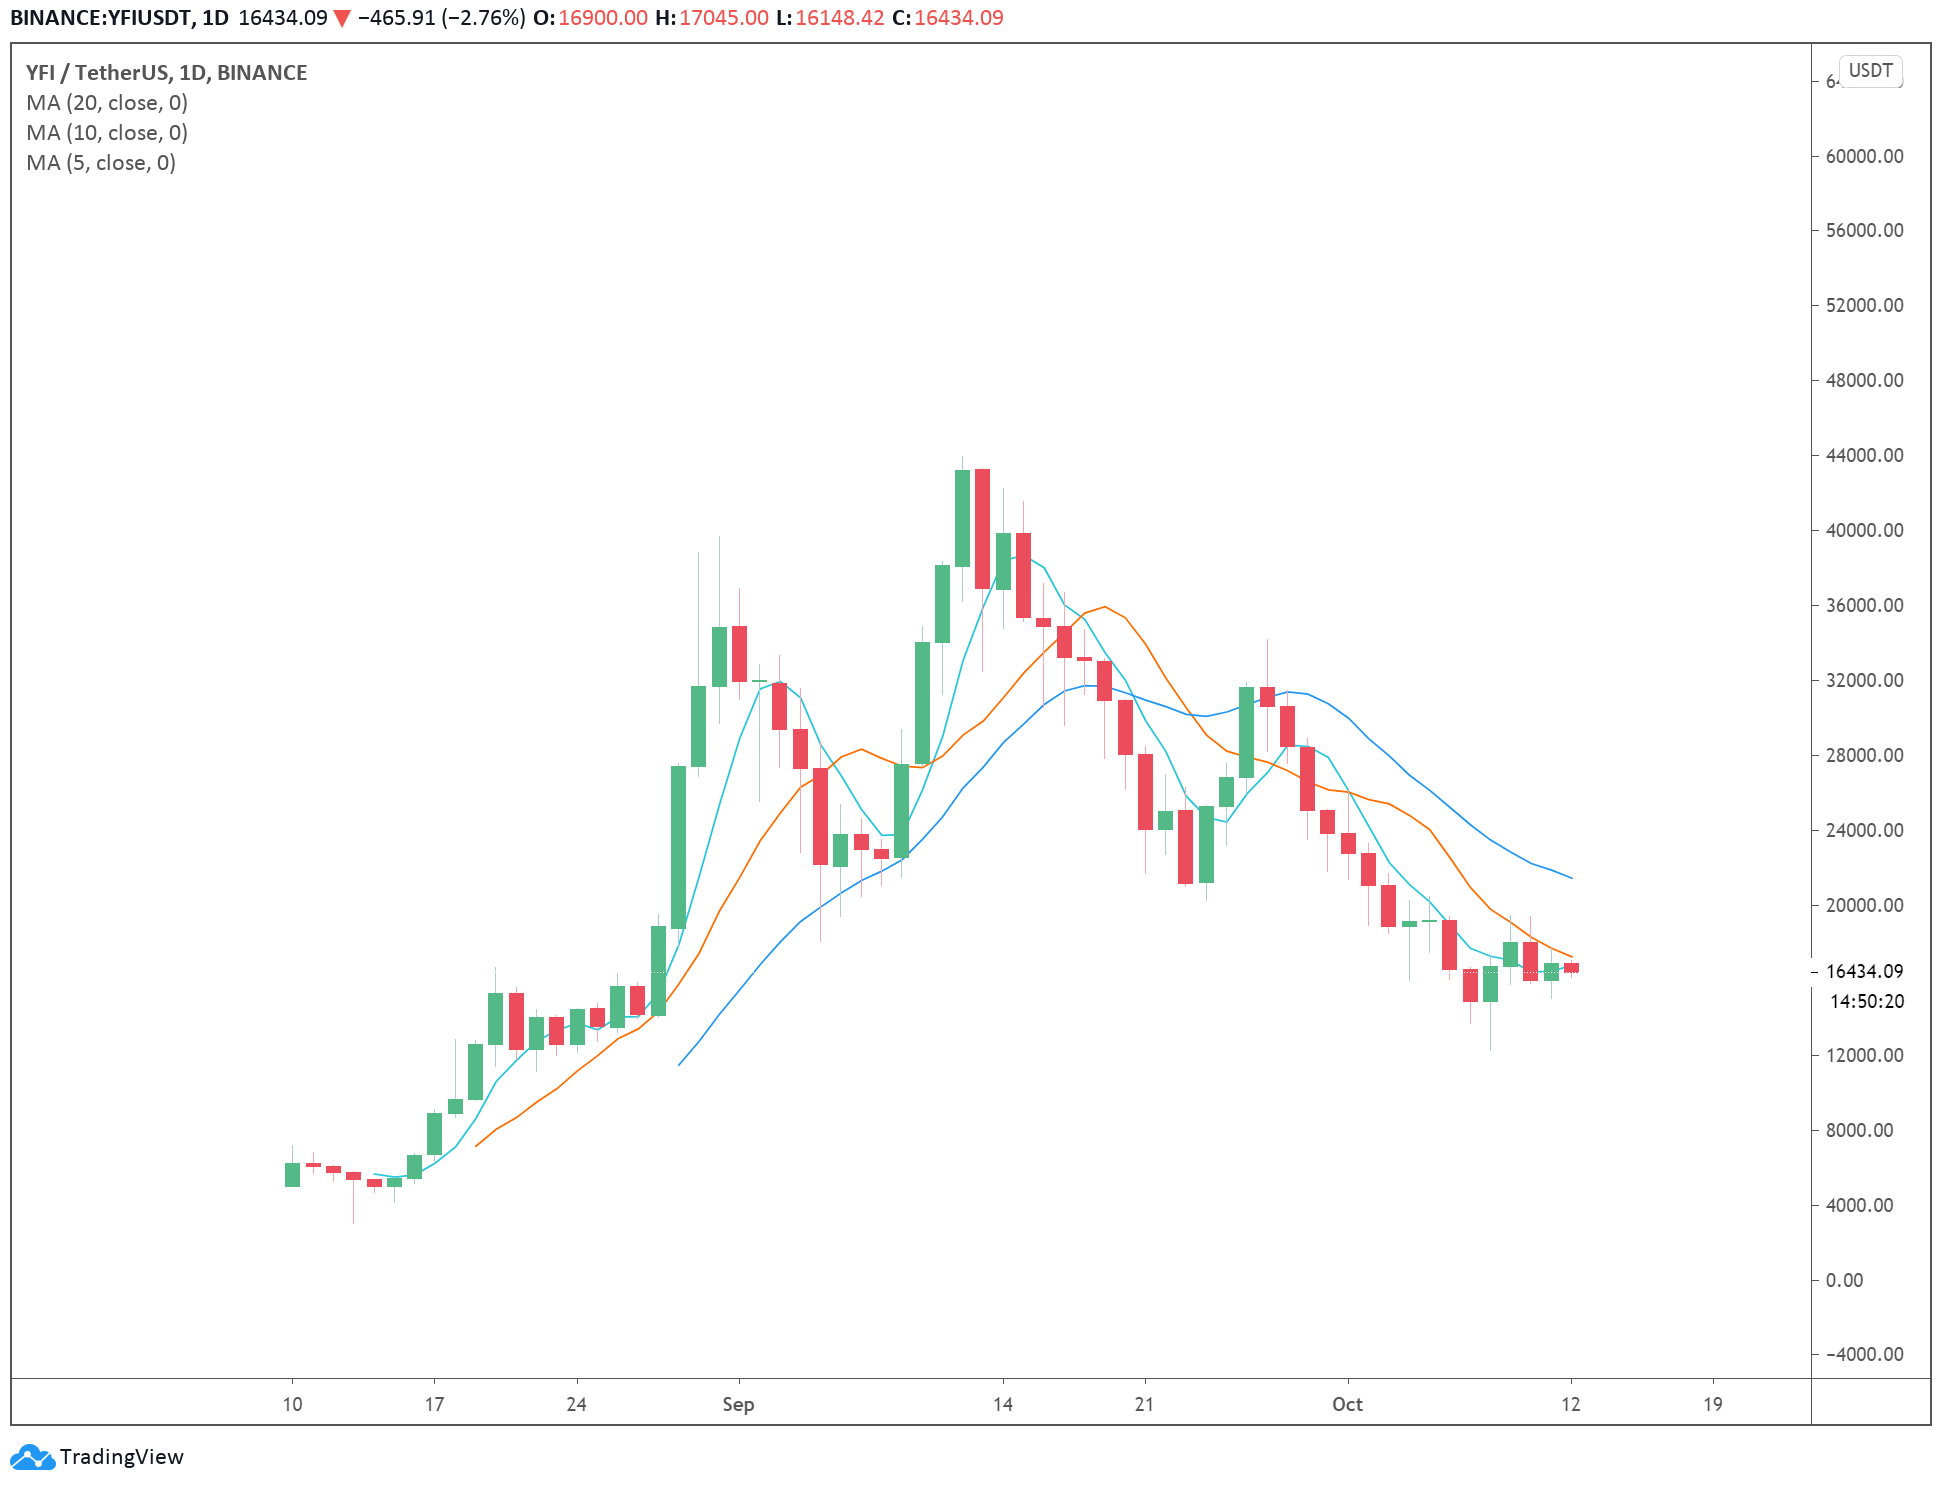 BINANCE:YFIUSDT, 1D 16434.09 ▼ −465.91 (−2.76%) O:16900.00 H:17045.00 L:16148.42 C:16434.09
YFI / TetherUS, 1D, BINANCE
MA (20, close, 0)
MA (10, close, 0)
MA (5, close, 0)
USDT
60000.00
56000.00
52000.00
48000.00
44000.00
40000.00
36000.00
32000.00
28000.00
24000.00
20000.00
16434.09
14:50:20
12000.00
8000.00
4000.00
0.00
−4000.00
10 17 24 Sep 14 21 Oct 12 19
TradingView